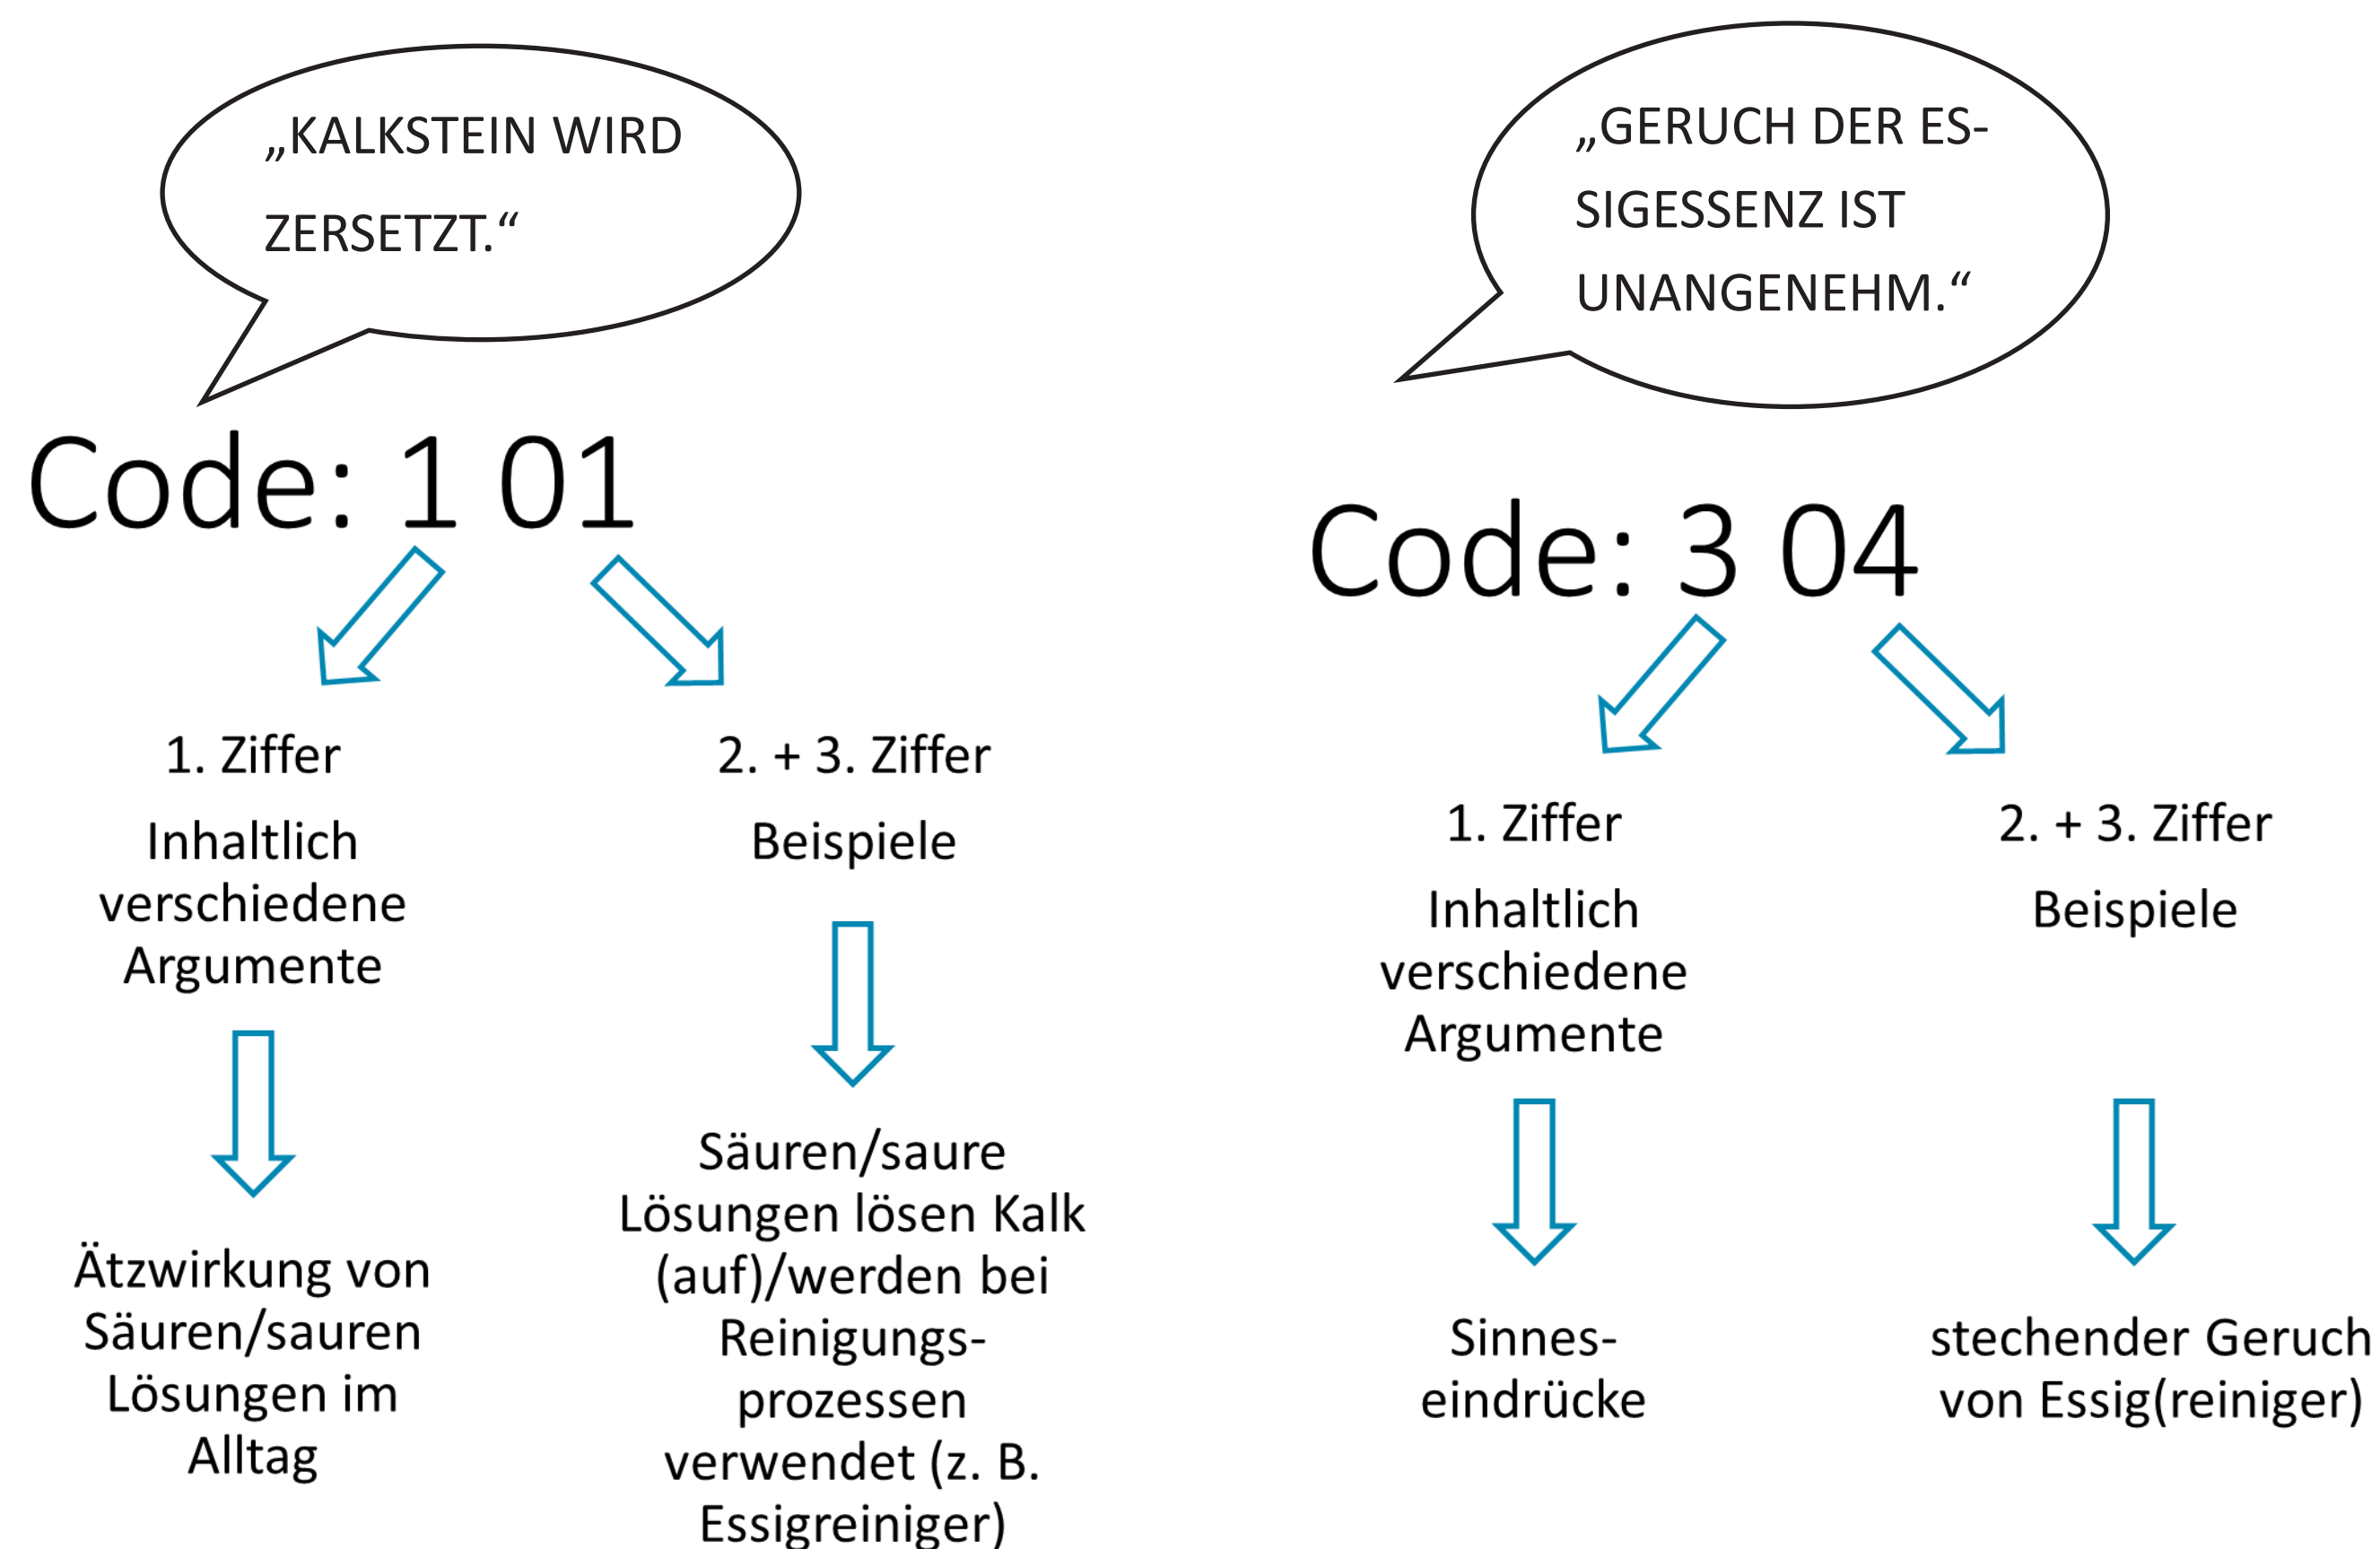 „KALKSTEIN WIRD
ZERSETZT.“
Code: 1 01
1. Ziffer
Inhaltlich
verschiedene
Argumente
Ätzwirkung von
Säuren/sauren
Lösungen im
Alltag
2. + 3. Ziffer
Beispiele
Säuren/saure
Lösungen lösen Kalk
(auf)/werden bei
Reinigungs-
prozessen
verwendet (z. B.
Essigreiniger)
„GERUCH DER ES-
SIGESSENZ IST
UNANGENEHM.“
Code: 3 04
1. Ziffer
Inhaltlich
verschiedene
Argumente
Sinnes-
eindrücke
2. + 3. Ziffer
Beispiele
stechender Geruch
von Essig(reiniger)